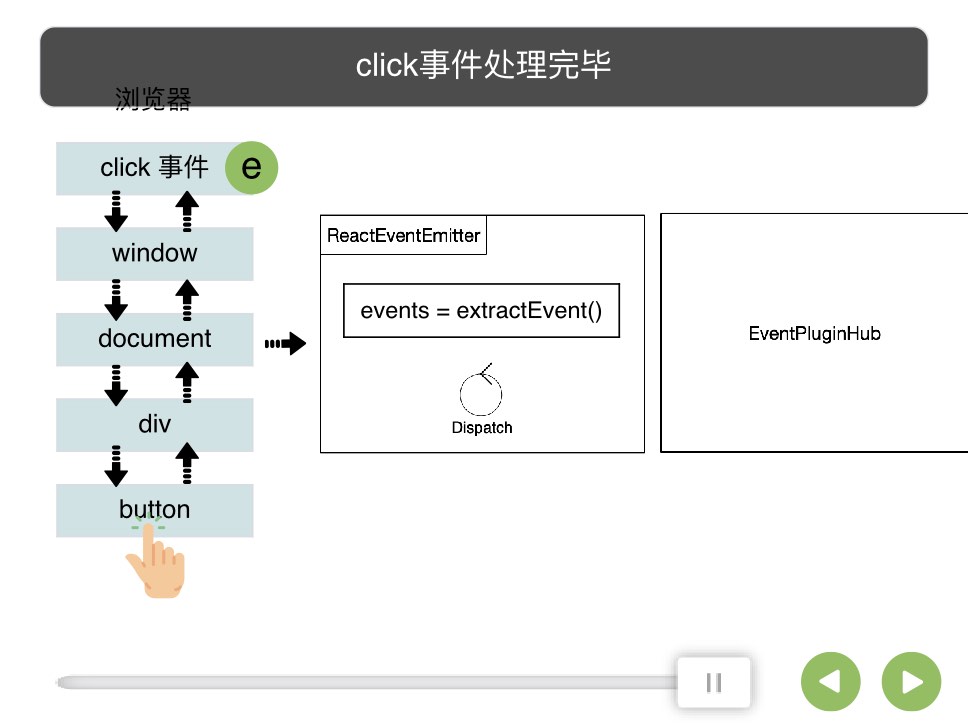 click事件处理完毕
浏览器
click 事件
e
window
document
div
button
ReactEventEmitter
events = extractEvent()
Dispatch
EventPluginHub